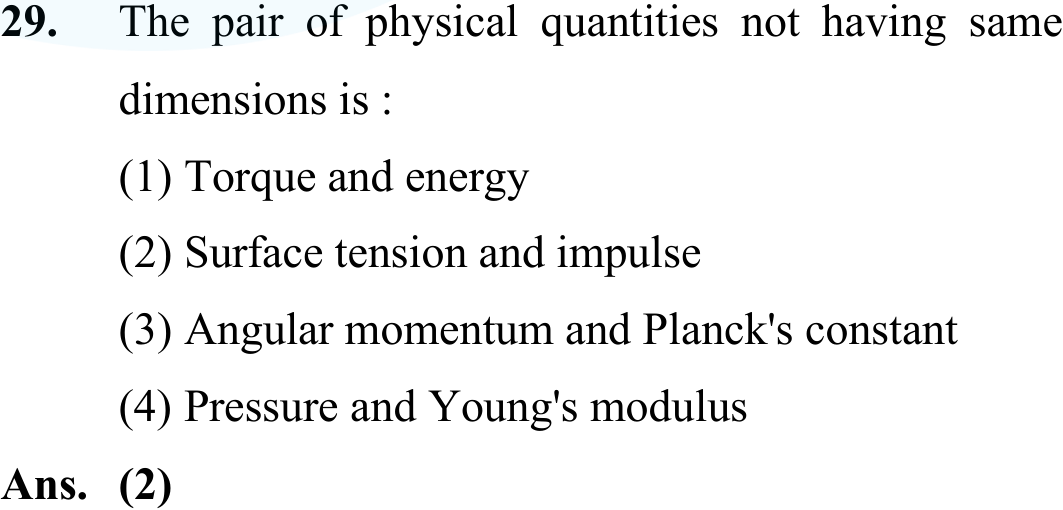 29. The pair of physical quantities not having same
dimensions is :
(1) Torque and energy
(2) Surface tension and impulse
(3) Angular momentum and Planck's constant
(4) Pressure and Young's modulus
Ans. (2)